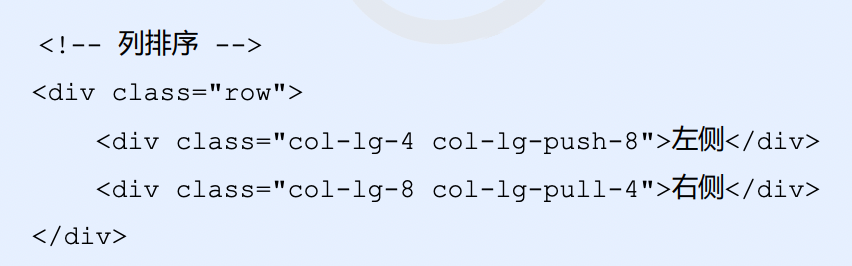 <!-- 列排序 -->
<div class="row">
    <div class="col-lg-4 col-lg-push-8">左侧</div>
    <div class="col-lg-8 col-lg-pull-4">右侧</div>
</div>